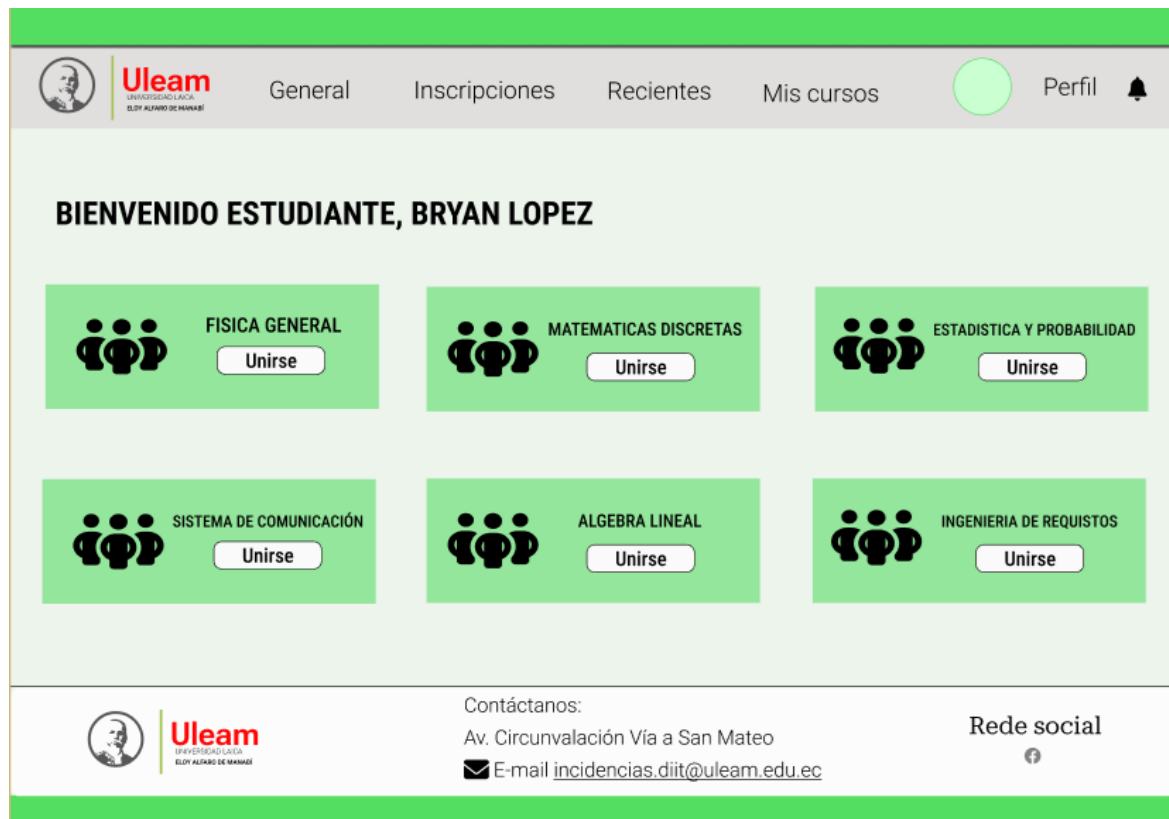 Uleam
UNIVERSIDAD LAICA
ELOY ALFARO DE MANABÍ
General
Inscripciones
Recientes
Mis cursos
Perfil
BIENVENIDO ESTUDIANTE, BRYAN LOPEZ
FISICA GENERAL
Unirse
MATEMATICAS DISCRETAS
Unirse
ESTADISTICA Y PROBABILIDAD
Unirse
SISTEMA DE COMUNICACIÓN
Unirse
ALGEBRA LINEAL
Unirse
INGENIERIA DE REQUISTOS
Unirse
Uleam
UNIVERSIDAD LAICA
ELOY ALFARO DE MANABÍ
Contáctanos:
Av. Circunvalación Vía a San Mateo
E-mail incidencias.diit@uleam.edu.ec
Rede social